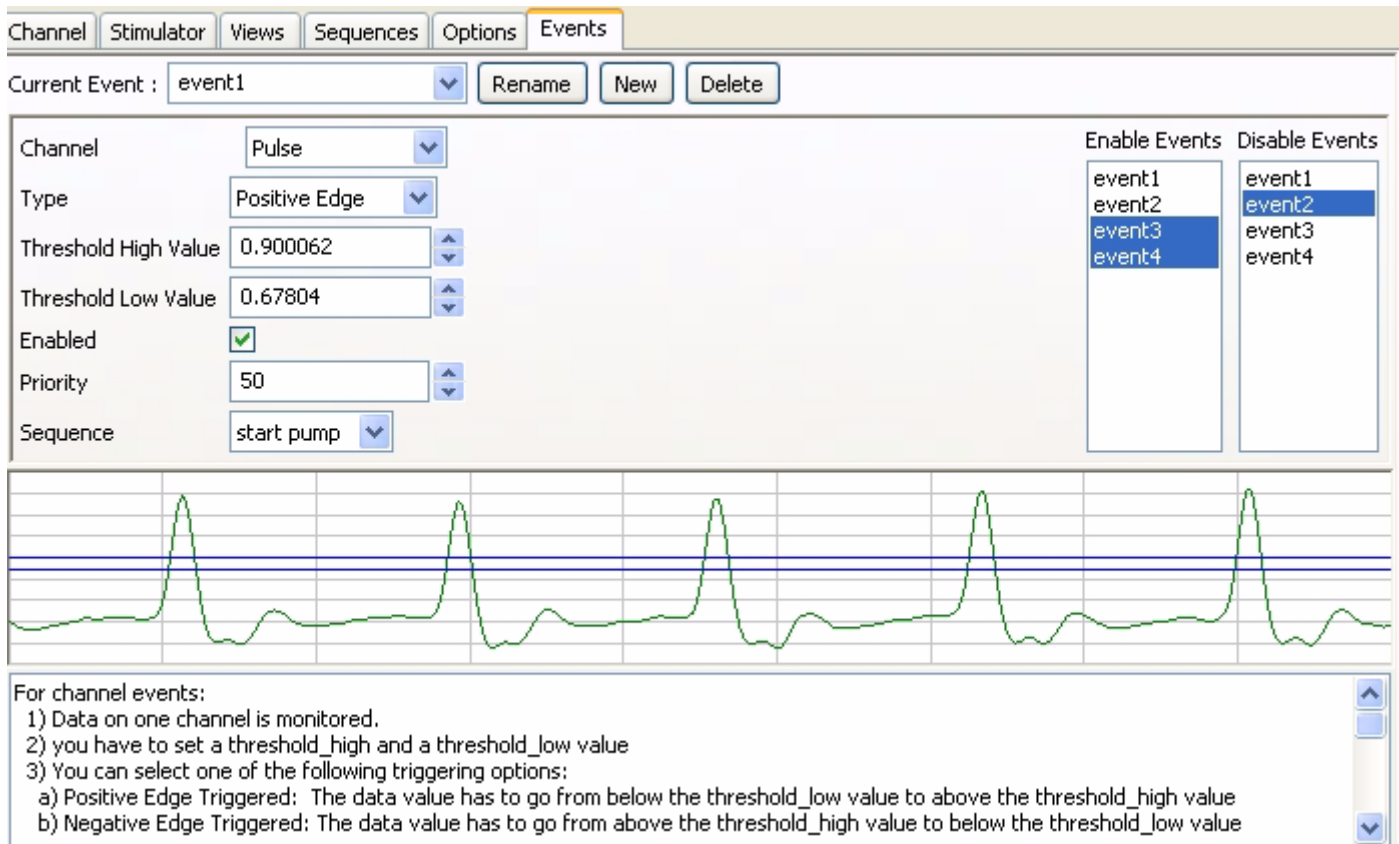 Channel Stimulator Views Sequences Options Events
Current Event : event1 Rename New Delete
Channel Pulse
Type Positive Edge
Threshold High Value 0.900062
Threshold Low Value 0.67804
Enabled
Priority 50
Sequence start pump
Enable Events
event1
event2
event3
event4
Disable Events
event1
event2
event3
event4
For channel events:
1) Data on one channel is monitored.
2) you have to set a threshold_high and a threshold_low value
3) You can select one of the following triggering options:
a) Positive Edge Triggered: The data value has to go from below the threshold_low value to above the threshold_high value
b) Negative Edge Triggered: The data value has to go from above the threshold_high value to below the threshold_low value